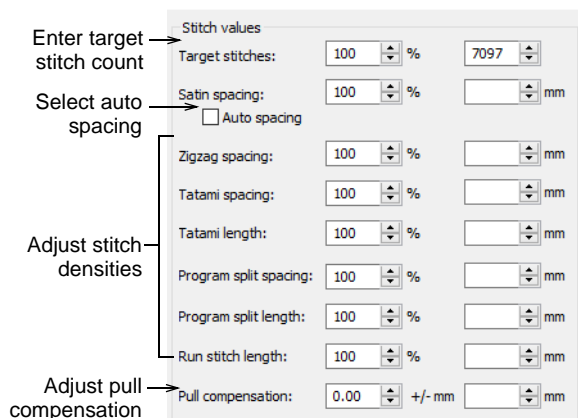 Stitch values
Enter target
stitch count
Target stitches: 100 % 7097
Select auto
spacing
Satin spacing: 100 % mm
Auto spacing
Zigzag spacing: 100 % mm
Tatami spacing: 100 % mm
Adjust stitch
densities
Tatami length: 100 % mm
Program split spacing: 100 % mm
Program split length: 100 % mm
Run stitch length: 100 % mm
Adjust pull
compensation
Pull compensation: 0.00 +/- mm mm